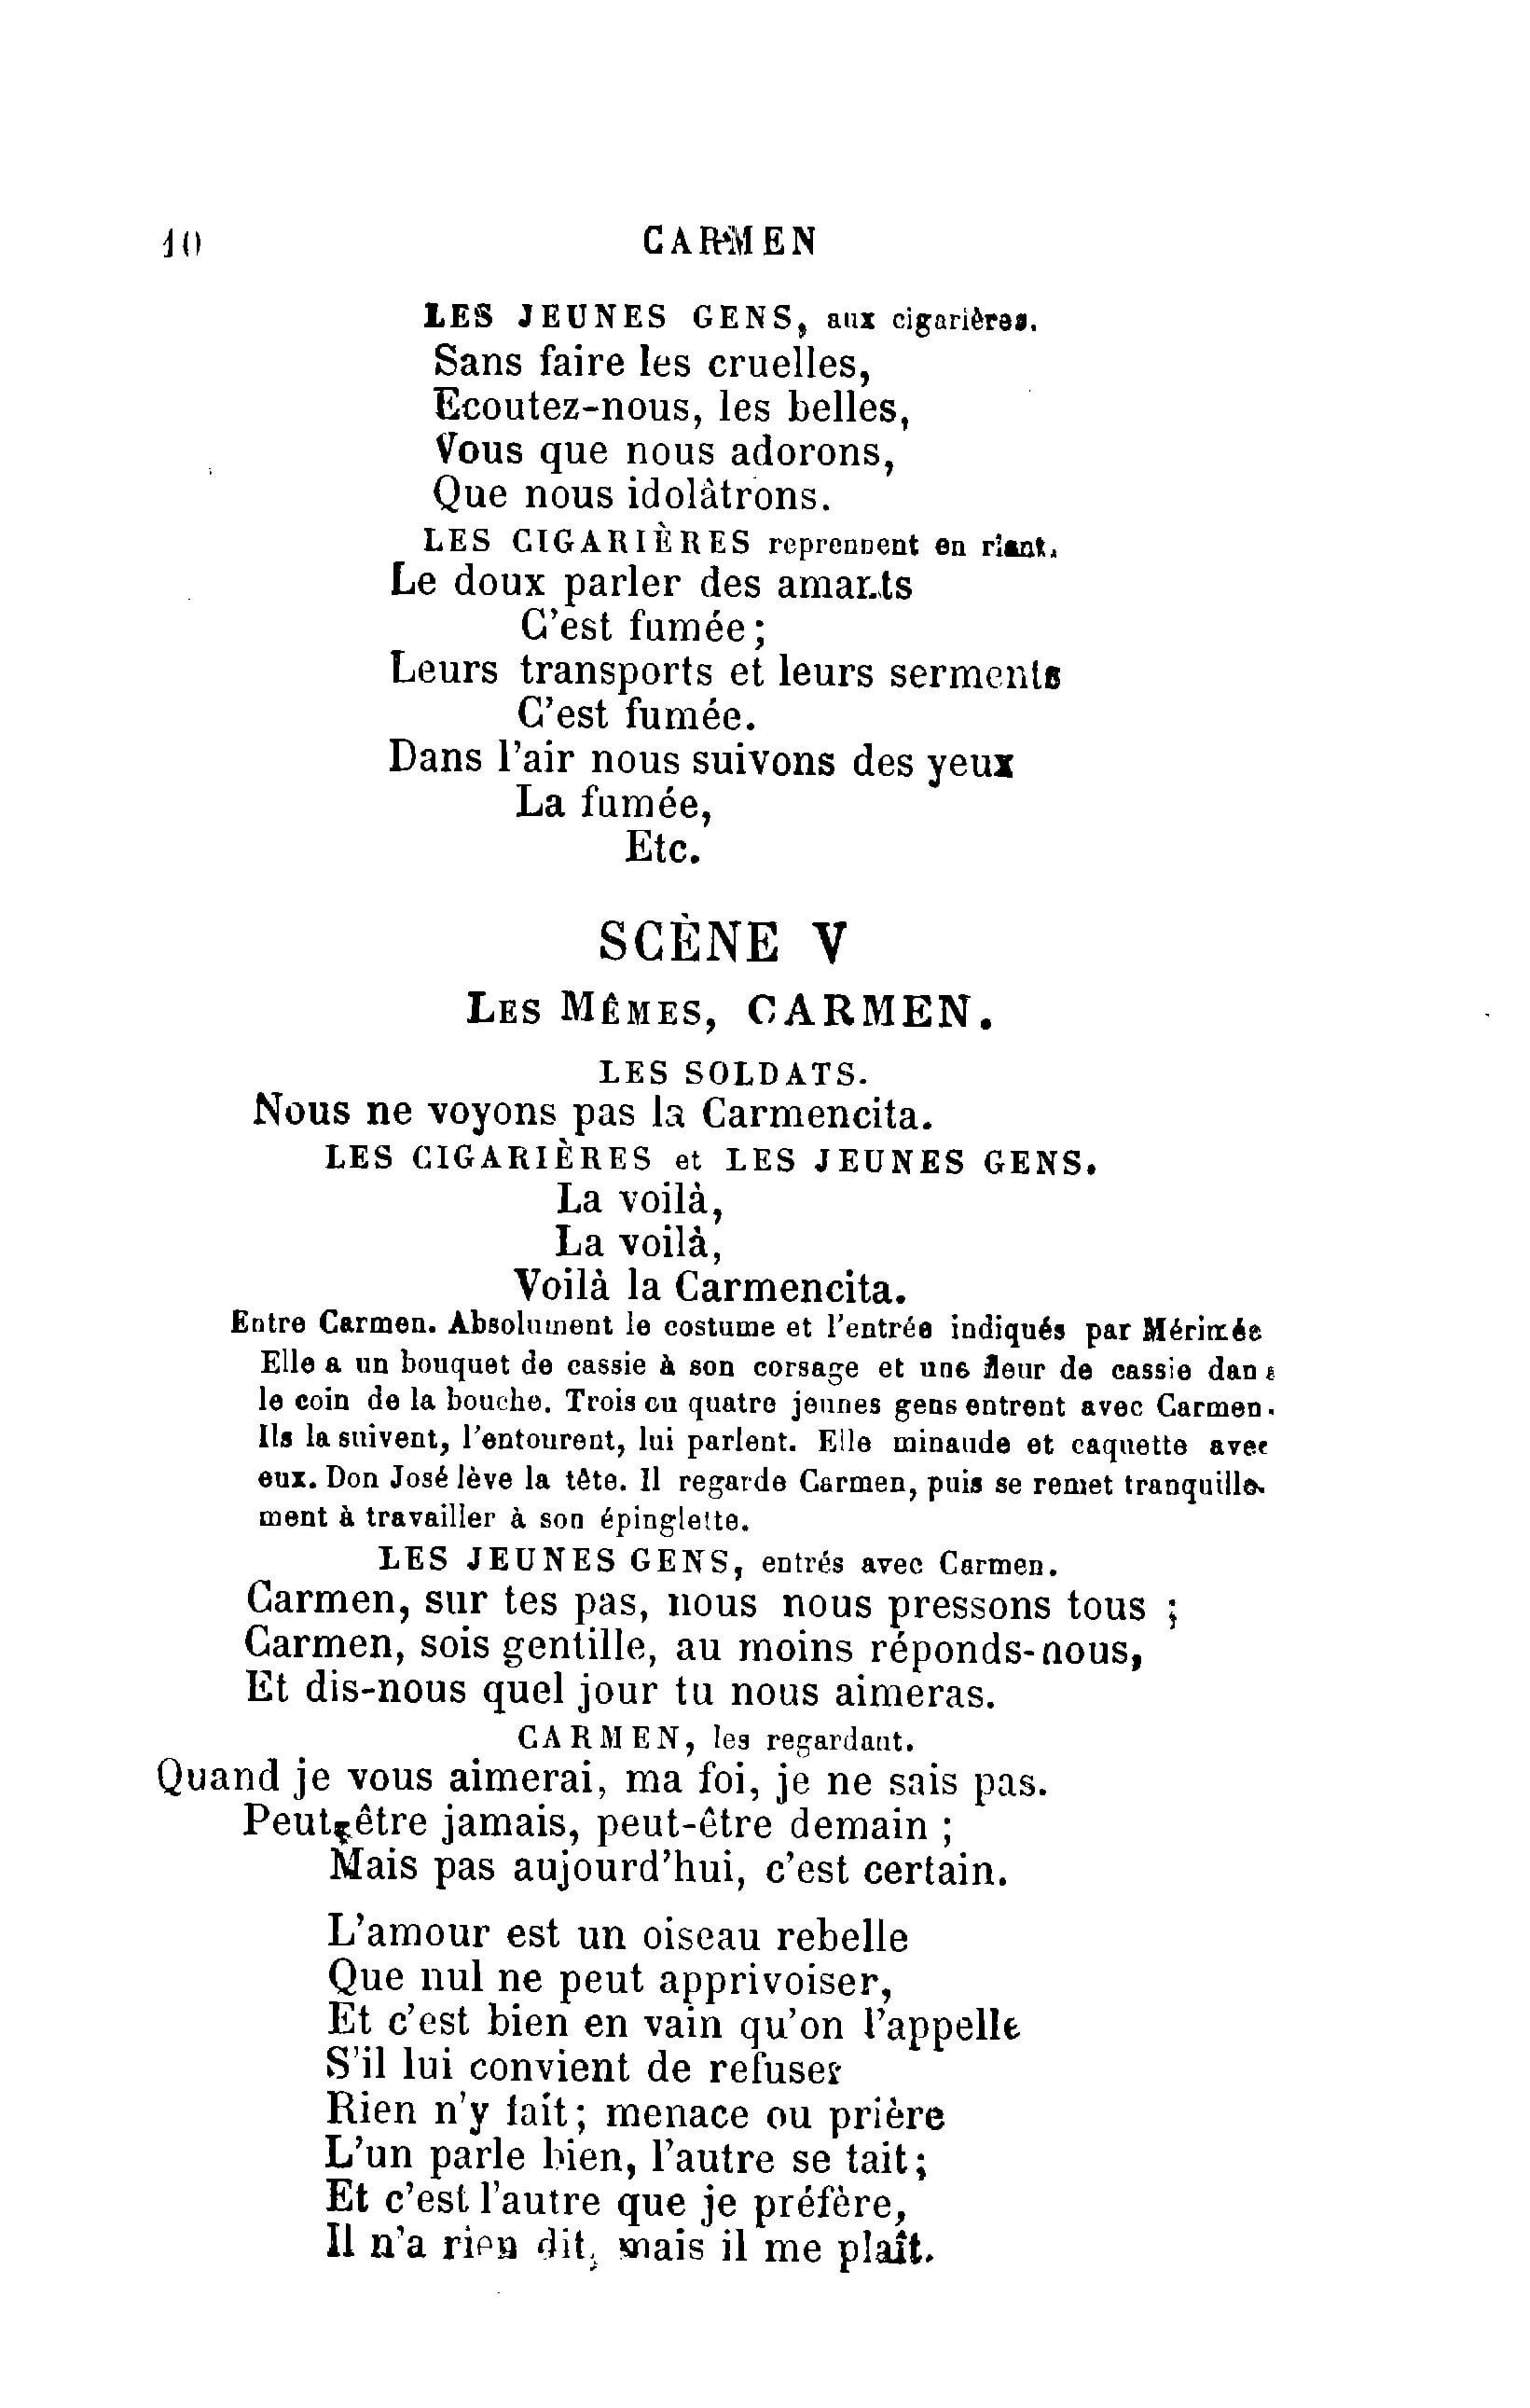 10 CARMEN
LES JEUNES GENS, aux cigarières.
Sans faire les cruelles,
Ecoutez-nous, les belles,
Vous que nous adorons,
Que nous idolâtrons.
LES CIGARIÈRES reprennent en riant.
Le doux parler des amants
C'est fumée;
Leurs transports et leurs serments
C'est fumée.
Dans l'air nous suivons des yeux
La fumée,
Etc.
SCÈNE V
LES MÊMES, CARMEN.
LES SOLDATS.
Nous ne voyons pas la Carmencita.
LES CIGARIÈRES et LES JEUNES GENS.
La voilà,
La voilà,
Voilà la Carmencita.
Entre Carmen. Absolument le costume et l'entrée indiqués par Mérimée
Elle a un bouquet de cassie à son corsage et une fleur de cassie dans
le coin de la bouche. Trois ou quatre jeunes gens entrent avec Carmen.
Ils la suivent, l'entourent, lui parlent. Elle minaude et caquette avec
eux. Don José lève la tête. Il regarde Carmen, puis se remet tranquille-
ment à travailler à son épinglette.
LES JEUNES GENS, entrés avec Carmen.
Carmen, sur tes pas, nous nous pressons tous ;
Carmen, sois gentille, au moins réponds-nous,
Et dis-nous quel jour tu nous aimeras.
CARMEN, les regardant.
Quand je vous aimerai, ma foi, je ne sais pas.
Peut-être jamais, peut-être demain ;
Mais pas aujourd'hui, c'est certain.
L'amour est un oiseau rebelle
Que nul ne peut apprivoiser,
Et c'est bien en vain qu'on l'appelle
S'il lui convient de refuser
Rien n'y fait; menace ou prière
L'un parle bien, l'autre se tait;
Et c'est l'autre que je préfère,
Il n'a rien dit, mais il me plaît.